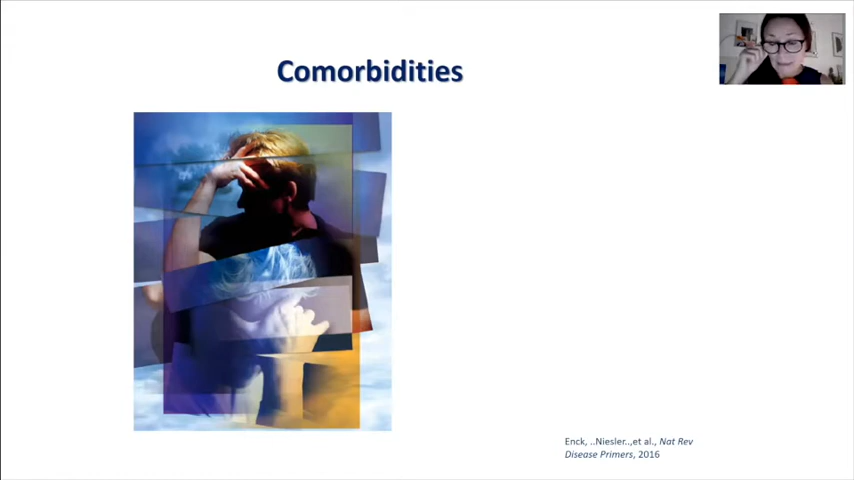 Comorbidities
Enck, ..Niesler..,et al., Nat Rev
Disease Primers, 2016